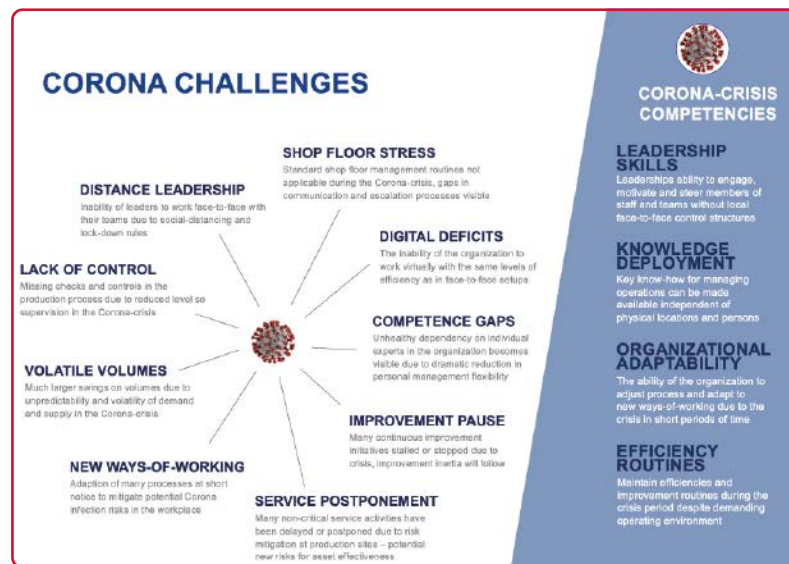 CORONA CHALLENGES
SHOP FLOOR STRESS
Standard shop floor management routines not
applicable during the Corona-crisis, gaps in
communication and escalation processes visible
DISTANCE LEADERSHIP
Inability of leaders to work face-to-face with
their teams due to social-distancing and
lock-down rules
DIGITAL DEFICITS
The inability of the organization to
work virtually with the same levels of
efficiency as in face-to-face setups
LACK OF CONTROL
Missing checks and controls in the
production process due to reduced level so
supervision in the Corona-crisis
COMPETENCE GAPS
Unhealthy dependency on individual
experts in the organization becomes
visible due to dramatic reduction in
personal management flexibility
VOLATILE VOLUMES
Much larger swings on volumes due to
unpredictability and volatility of demand
and supply in the Corona-crisis
IMPROVEMENT PAUSE
Many continuous improvement
initiatives stalled or stopped due to
crisis, improvement inertia will follow
NEW WAYS-OF-WORKING
Adaption of many processes at short
notice to mitigate potential Corona
infection risks in the workplace
SERVICE POSTPONEMENT
Many non-critical service activities have
been delayed or postponed due to risk
mitigation at production sites – potential
new risks for asset effectiveness
CORONA-CRISIS
COMPETENCIES
LEADERSHIP
SKILLS
Leaderships ability to engage,
motivate and steer members of
staff and teams without local
face-to-face control structures
KNOWLEDGE
DEPLOYMENT
Key know-how for managing
operations can be made
available independent of
physical locations and persons
ORGANIZATIONAL
ADAPTABILITY
The ability of the organization to
adjust process and adapt to
new ways-of-working due to the
crisis in short periods of time
EFFICIENCY
ROUTINES
Maintain efficiencies and
improvement routines during the
crisis period despite demanding
operating environment